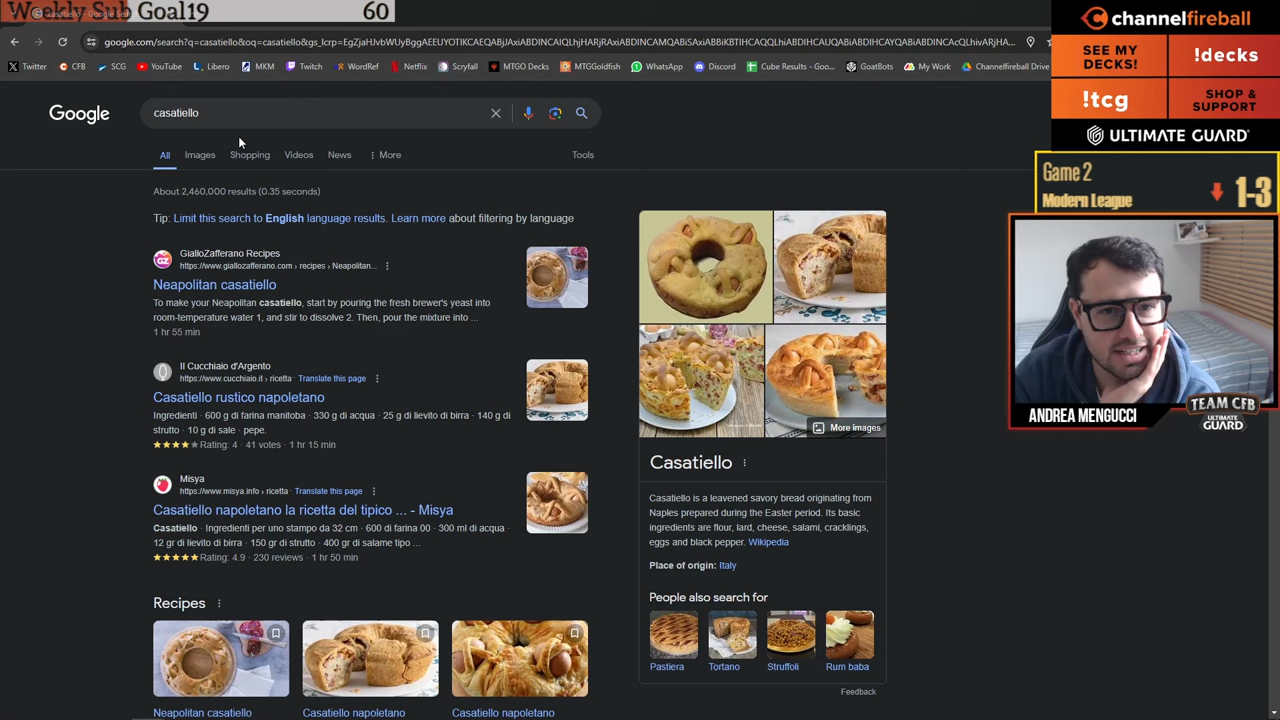 Weekly Sub Goal19 60
Twitter CFB SCG YouTube Libero MKM Twitch WordRef Netflix Scryfall MTGO Decks MTGGoldfish WhatsApp Discord Cube Results - Goo... GoatBots My Work Channelfireball Drive
Google
casatiello
All Images Shopping Videos News More Tools
About 2,460,000 results (0.35 seconds)
Tip: Limit this search to English language results. Learn more about filtering by language
GialloZafferano Recipes
https://www.giallozafferano.com › recipes › Neapolitan...
Neapolitan casatiello
To make your Neapolitan casatiello, start by pouring the fresh brewer's yeast into
room-temperature water 1, and stir to dissolve 2. Then, pour the mixture into ...
1 hr 55 min
Il Cucchiaio d'Argento
https://www.cucchiaio.it › ricetta · Translate this page
Casatiello rustico napoletano
Ingredienti · 600 g di farina manitoba · 330 g di acqua · 25 g di lievito di birra · 140 g di
strutto · 10 g di sale · pepe.
Rating: 4 · 41 votes · 1 hr 15 min
Misya
https://www.misya.info › ricetta · Translate this page
Casatiello napoletano la ricetta del tipico ... - Misya
Casatiello · Ingredienti per uno stampo da 32 cm · 600 di farina 00 · 300 ml di acqua ·
12 gr di lievito di birra · 150 gr di strutto · 400 gr di salame tipo ...
Rating: 4.9 · 230 reviews · 1 hr 50 min
Recipes
Neapolitan casatiello
Casatiello napoletano
Casatiello napoletano
More images
Casatiello
Casatiello is a leavened savory bread originating from
Naples prepared during the Easter period. Its basic
ingredients are flour, lard, cheese, salami, cracklings,
eggs and black pepper. Wikipedia
Place of origin: Italy
People also search for
Pastiera Tortano Struffoli Rum baba
Feedback
channelfireball
SEE MY
DECKS!
!decks
!tcg
SHOP &
SUPPORT
ULTIMATE GUARD
Game 2
Modern League
1-3
ANDREA MENGUCCI
TEAM CFB
ULTIMATE
GUARD